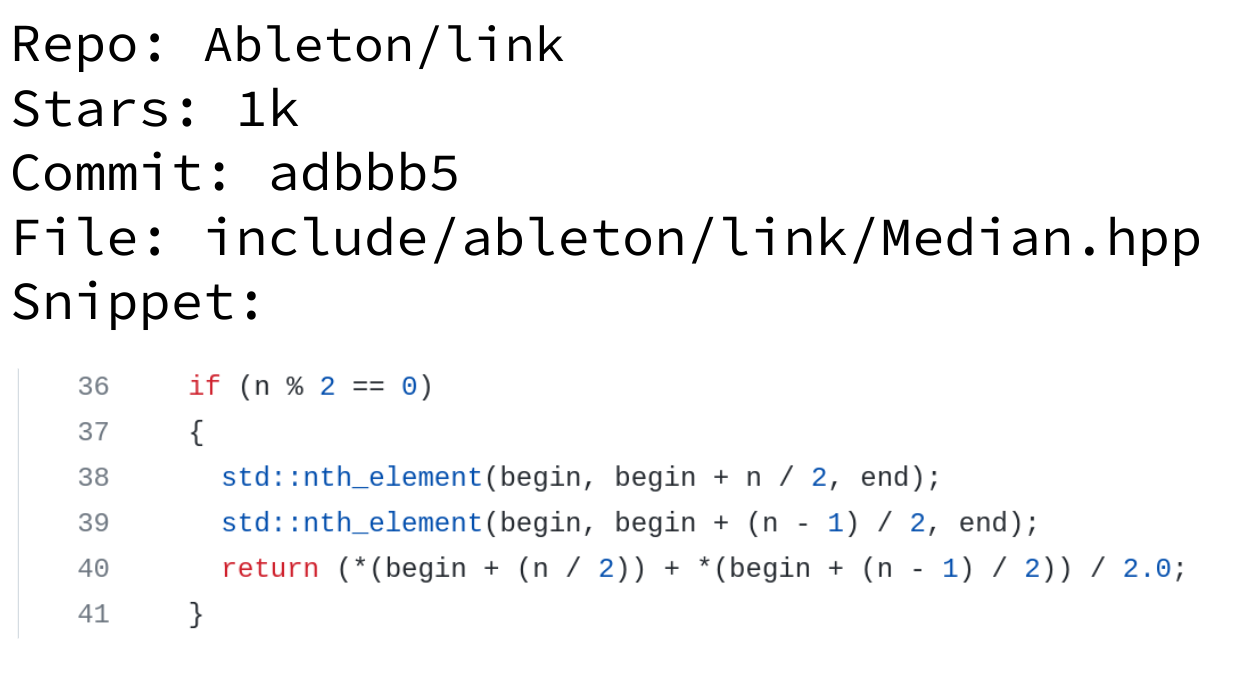 Repo: Ableton/link
Stars: 1k
Commit: adbbb5
File: include/ableton/link/Median.hpp
Snippet:
36 if (n % 2 == 0)
37 {
38 std::nth_element(begin, begin + n / 2, end);
39 std::nth_element(begin, begin + (n - 1) / 2, end);
40 return (*(begin + (n / 2)) + *(begin + (n - 1) / 2)) / 2.0;
41 }